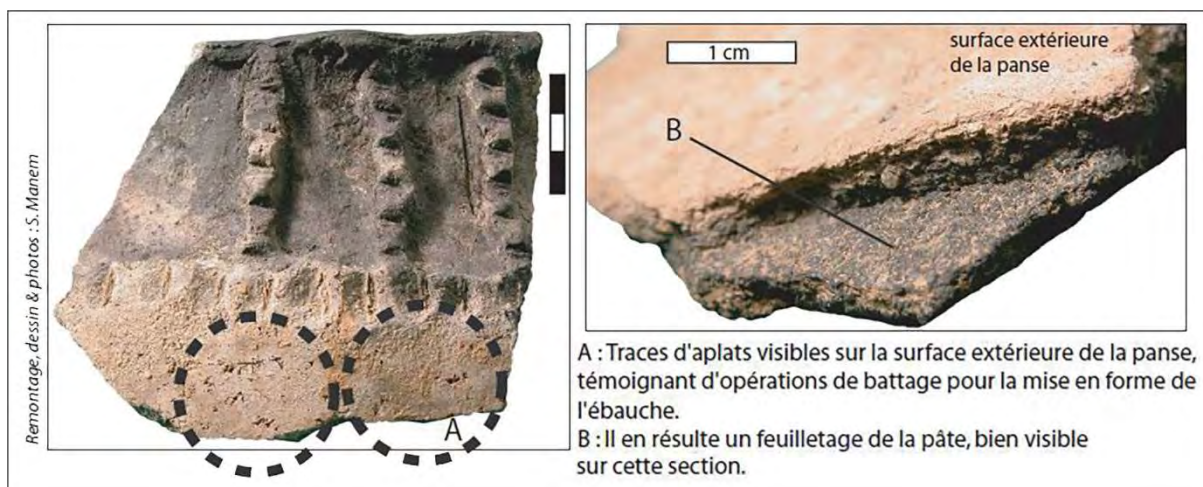 Remontage, dessin & photos : S. Manem
A
1 cm
surface extérieure
de la panse
B
A : Traces d'aplats visibles sur la surface extérieure de la panse,
témoignant d'opérations de battage pour la mise en forme de
l'ébauche.
B : Il en résulte un feuilletage de la pâte, bien visible
sur cette section.